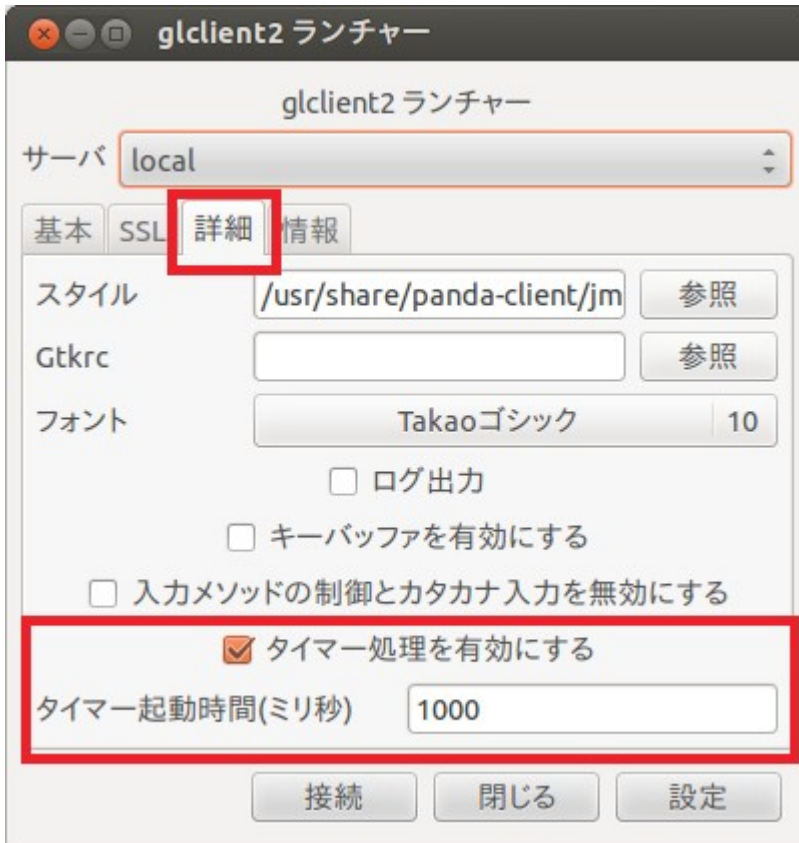 glclient2 ランチャー
glclient2 ランチャー
サーバ local
基本 SSL 詳細 情報
スタイル /usr/share/panda-client/jm 参照
Gtkrc 参照
フォント Takaoゴシック 10
ログ出力
キーバッファを有効にする
入力メソッドの制御とカタカナ入力を無効にする
タイマー処理を有効にする
タイマー起動時間(ミリ秒) 1000
接続 閉じる 設定